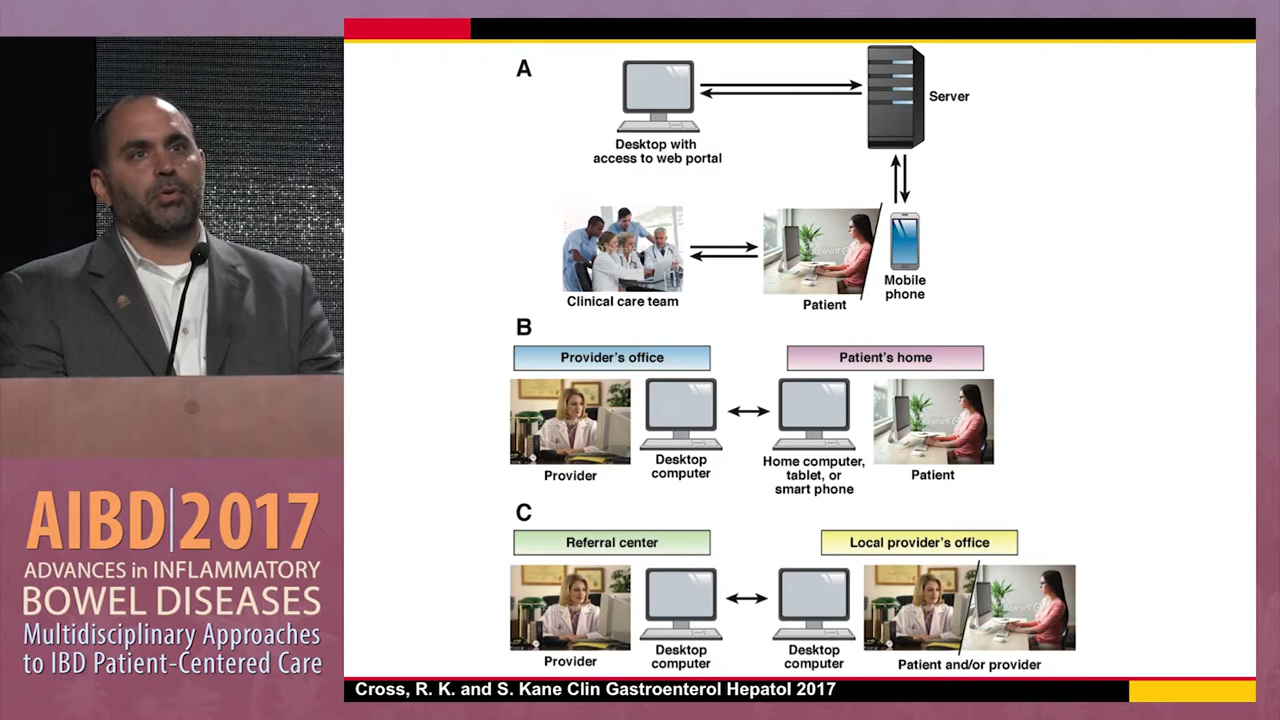 A
Server
Desktop with
access to web portal
Clinical care team
Patient
Mobile
phone
B
Provider's office
Patient's home
Provider
Desktop
computer
Home computer,
tablet, or
smart phone
Patient
C
Referral center
Local provider's office
Provider
Desktop
computer
Desktop
computer
Patient and/or provider
Cross, R. K. and S. Kane Clin Gastroenterol Hepatol 2017
AIBD|2017
ADVANCES in INFLAMMATORY
BOWEL DISEASES
Multidisciplinary Approaches
to IBD Patient-Centered Care